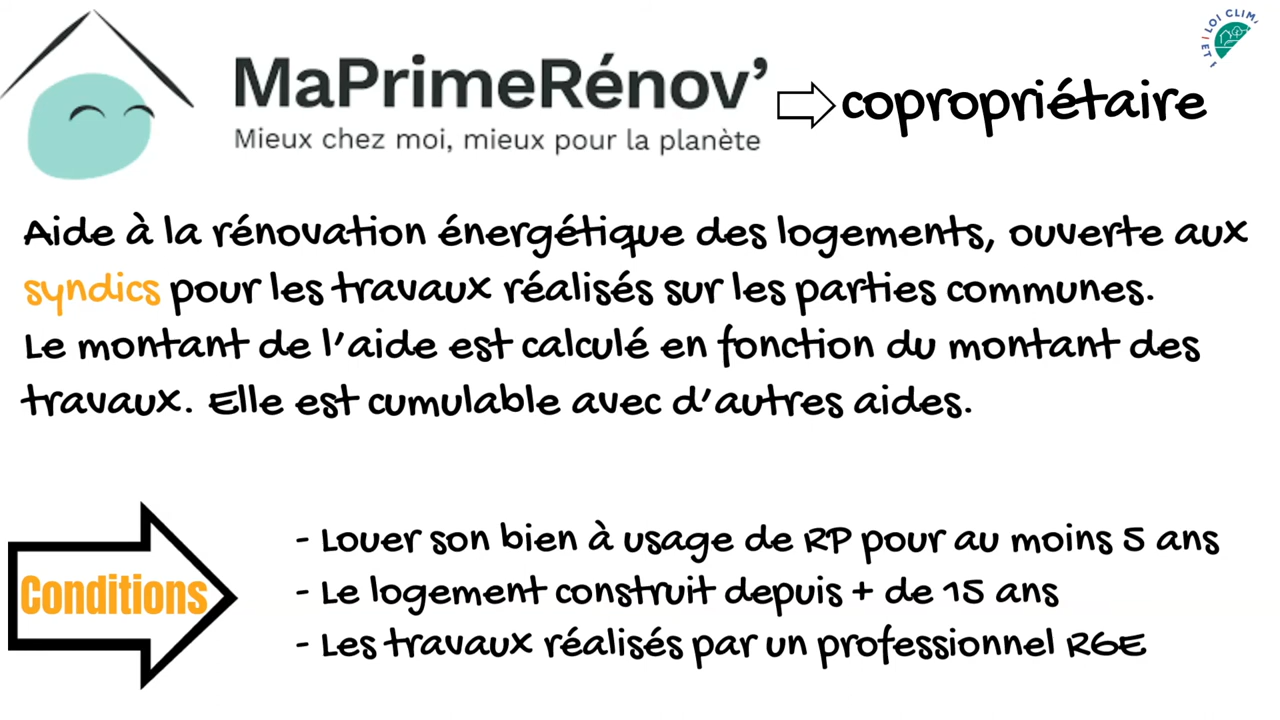 MaPrimeRénov’
Mieux chez moi, mieux pour la planète
copropriétaire
Aide à la rénovation énergétique des logements, ouverte aux
syndics pour les travaux réalisés sur les parties communes.
Le montant de l’aide est calculé en fonction du montant des
travaux. Elle est cumulable avec d’autres aides.
Conditions
- Louer son bien à usage de RP pour au moins 5 ans
- Le logement construit depuis + de 15 ans
- Les travaux réalisés par un professionnel RGE
ET LOI CLIM